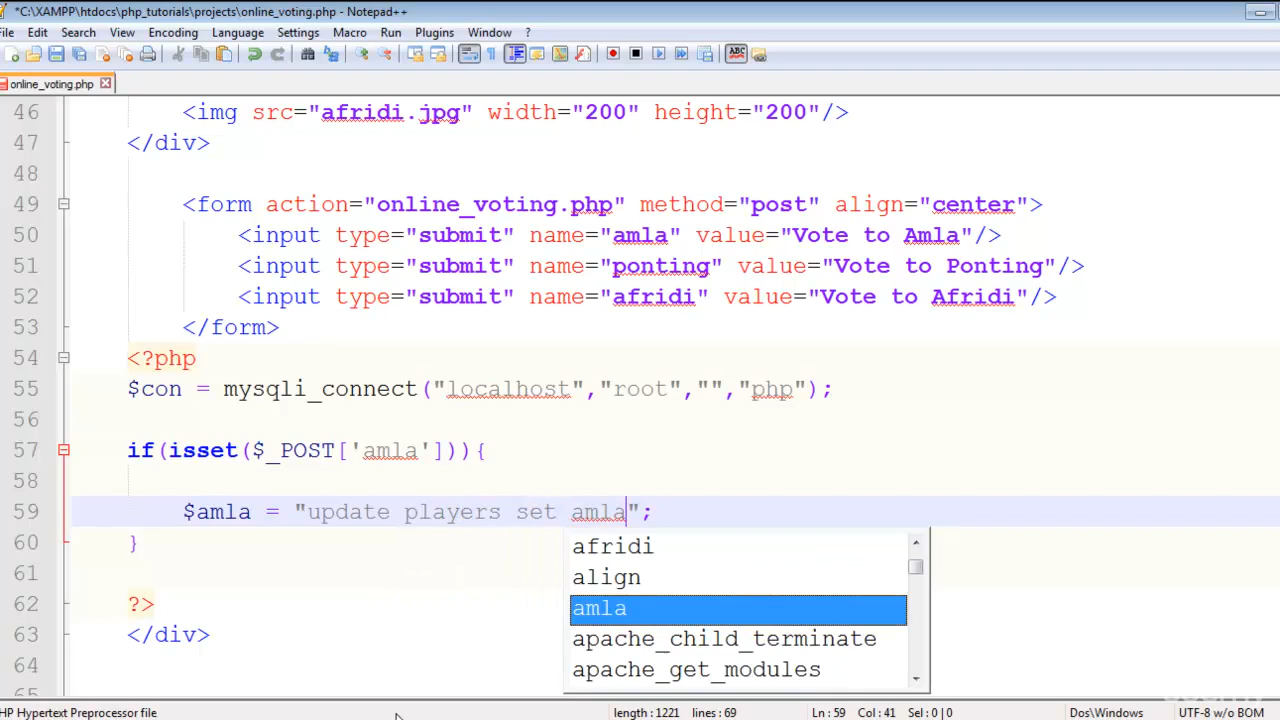 *C:\XAMPP\htdocs\php_tutorials\projects\online_voting.php - Notepad++
File Edit Search View Encoding Language Settings Macro Run Plugins Window ?
ABC
online_voting.php
46 <img src="afridi.jpg" width="200" height="200"/>
47 </div>
48
49 <form action="online_voting.php" method="post" align="center">
50 <input type="submit" name="amla" value="Vote to Amla"/>
51 <input type="submit" name="ponting" value="Vote to Ponting"/>
52 <input type="submit" name="afridi" value="Vote to Afridi"/>
53 </form>
54 <?php
55 $con = mysqli_connect("localhost","root","","php");
56
57 if(isset($_POST['amla'])){
58
59 $amla = "update players set amla";
60 }
61
62 ?>
63 </div>
64
65
afridi
align
amla
apache_child_terminate
apache_get_modules
HP Hypertext Preprocessor file length : 1221 lines : 69 Ln : 59 Col : 41 Sel : 0 | 0 Dos\Windows UTF-8 w/o BOM